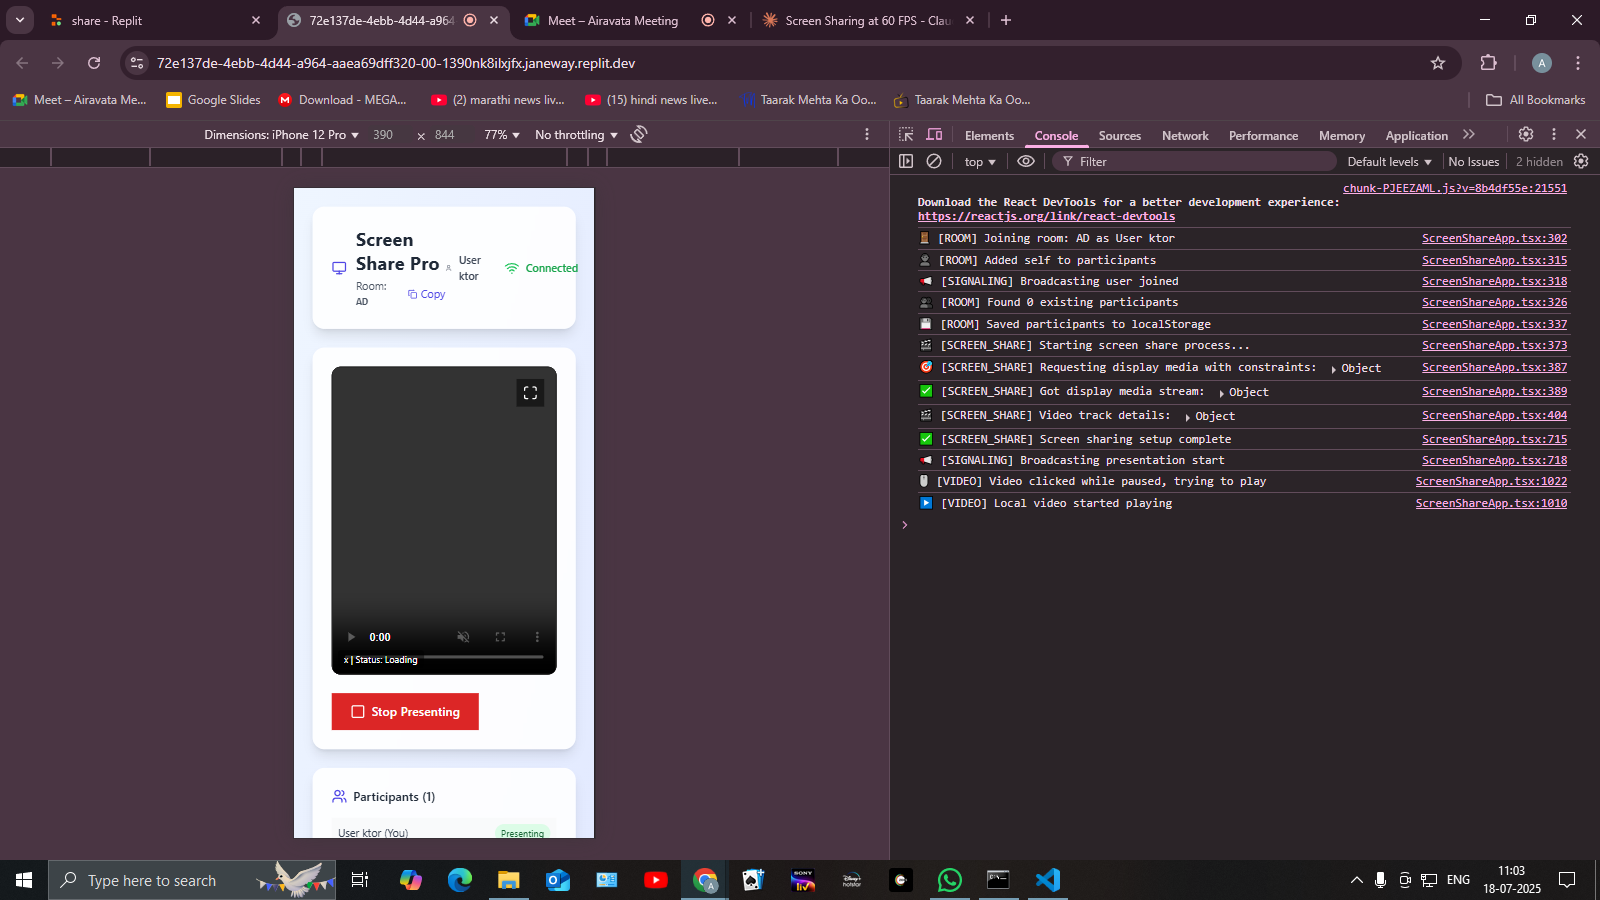 share - Replit
72e137de-4ebb-4d44-a964
Meet – Airavata Meeting
Screen Sharing at 60 FPS - Clau
72e137de-4ebb-4d44-a964-aaea69dff320-00-1390nk8ilxjfx.janeway.replit.dev
A
Meet – Airavata Me...
Google Slides
Download - MEGA...
(2) marathi news liv...
(15) hindi news live...
Taarak Mehta Ka Oo...
Taarak Mehta Ka Oo...
All Bookmarks
Dimensions: iPhone 12 Pro
390
×
844
77%
No throttling
Elements
Console
Sources
Network
Performance
Memory
Application
top
Filter
Default levels
No Issues
2 hidden
Screen
Share Pro
User
ktor
Connected
Room:
AD
Copy
0:00
x | Status: Loading
Stop Presenting
Participants (1)
User ktor (You)
Presenting
chunk-PJEEZAML.js?v=8b4df55e:21551
Download the React DevTools for a better development experience:
https://reactjs.org/link/react-devtools
[ROOM] Joining room: AD as User ktor ScreenShareApp.tsx:302
[ROOM] Added self to participants ScreenShareApp.tsx:315
[SIGNALING] Broadcasting user joined ScreenShareApp.tsx:318
[ROOM] Found 0 existing participants ScreenShareApp.tsx:326
[ROOM] Saved participants to localStorage ScreenShareApp.tsx:337
[SCREEN_SHARE] Starting screen share process... ScreenShareApp.tsx:373
[SCREEN_SHARE] Requesting display media with constraints: Object ScreenShareApp.tsx:387
[SCREEN_SHARE] Got display media stream: Object ScreenShareApp.tsx:389
[SCREEN_SHARE] Video track details: Object ScreenShareApp.tsx:404
[SCREEN_SHARE] Screen sharing setup complete ScreenShareApp.tsx:715
[SIGNALING] Broadcasting presentation start ScreenShareApp.tsx:718
[VIDEO] Video clicked while paused, trying to play ScreenShareApp.tsx:1022
[VIDEO] Local video started playing ScreenShareApp.tsx:1010
Type here to search
ENG
11:03
18-07-2025